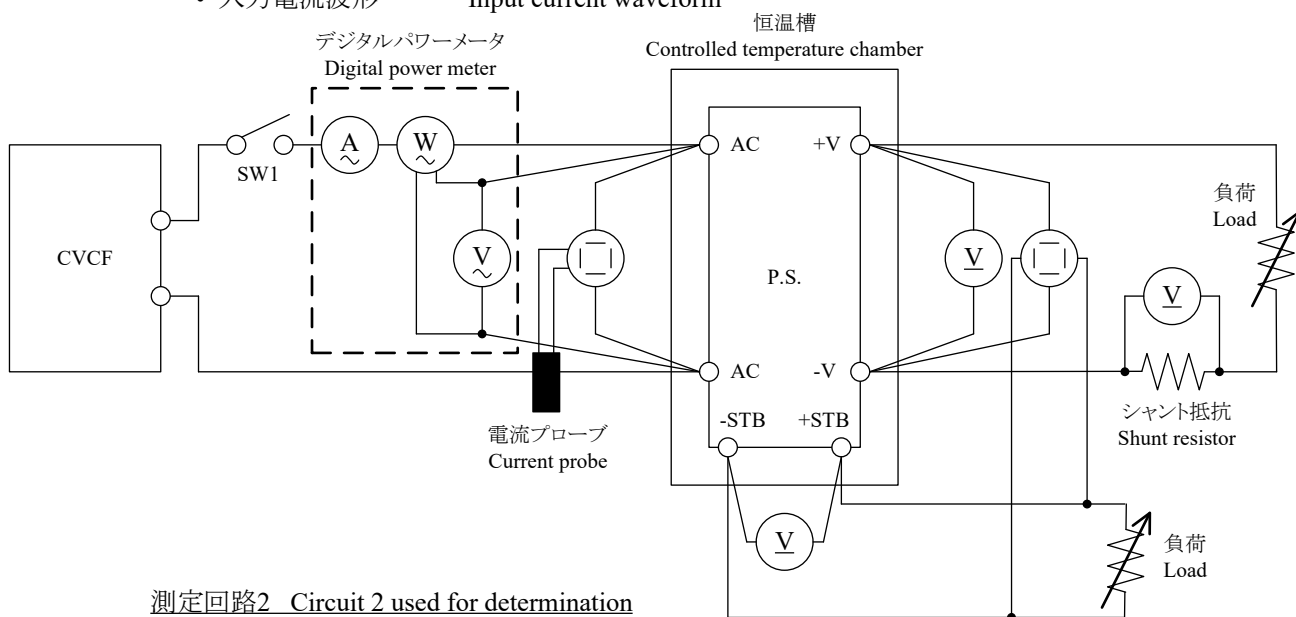 ・ 入力電流波形 Input current waveform
恒温槽
Controlled temperature chamber
デジタルパワーメータ
Digital power meter
A
W
AC
+V
SW1
負荷
Load
CVCF
V
V
P.S.
V
AC
-V
-STB
+STB
シャント抵抗
Shunt resistor
電流プローブ
Current probe
V
負荷
Load
測定回路2 Circuit 2 used for determination